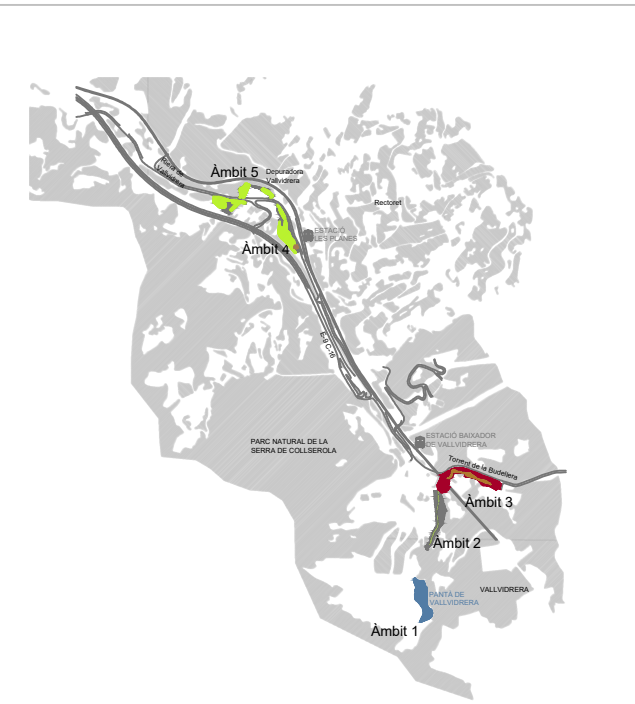 Riera de
Vallvidrera
Àmbit 5
Depuradora
Vallvidrera
Rectoret
ESTACIÓ
LES PLANES
Àmbit 4
E-9 C-16
ESTACIÓ BAIXADOR
DE VALLVIDRERA
PARC NATURAL DE LA
SERRA DE COLLSEROLA
Torrent de la Budellera
Àmbit 3
Àmbit 2
PANTÀ DE
VALLVIDRERA
VALLVIDRERA
Àmbit 1